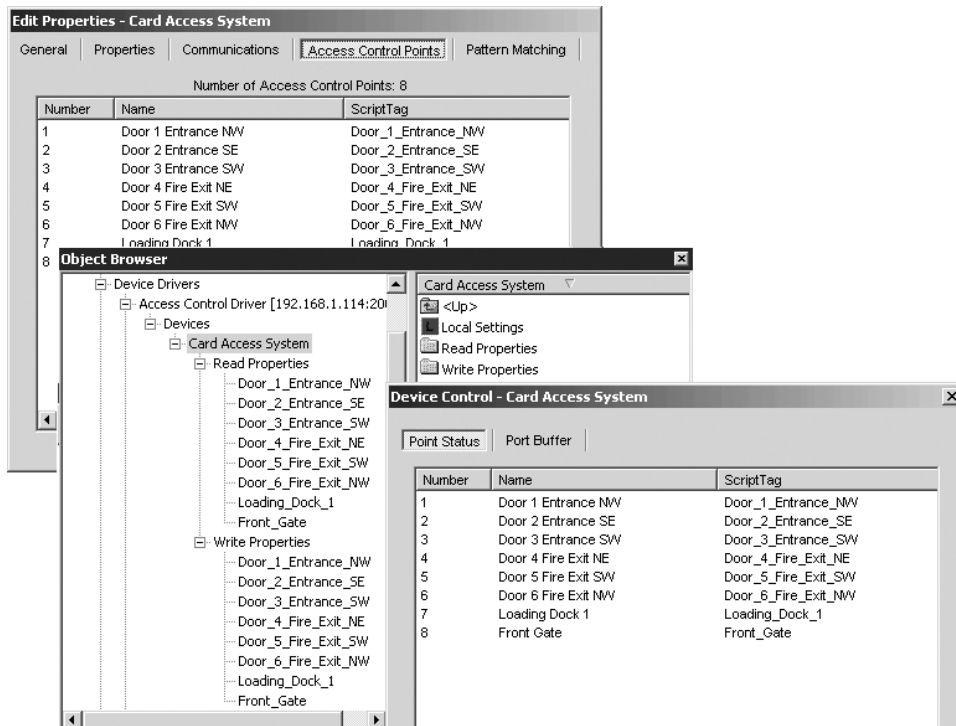 Edit Properties - Card Access System
General Properties Communications Access Control Points Pattern Matching
Number of Access Control Points: 8
Number Name ScriptTag
1 Door 1 Entrance NW Door_1_Entrance_NW
2 Door 2 Entrance SE Door_2_Entrance_SE
3 Door 3 Entrance SW Door_3_Entrance_SW
4 Door 4 Fire Exit NE Door_4_Fire_Exit_NE
5 Door 5 Fire Exit SW Door_5_Fire_Exit_SW
6 Door 6 Fire Exit NW Door_6_Fire_Exit_NW
7 Loading Dock 1 Loading_Dock_1
8
Object Browser
Device Drivers
Access Control Driver [192.168.1.114:20
Devices
Card Access System
Read Properties
Door_1_Entrance_NW
Door_2_Entrance_SE
Door_3_Entrance_SW
Door_4_Fire_Exit_NE
Door_5_Fire_Exit_SW
Door_6_Fire_Exit_NW
Loading_Dock_1
Front_Gate
Write Properties
Door_1_Entrance_NW
Door_2_Entrance_SE
Door_3_Entrance_SW
Door_4_Fire_Exit_NE
Door_5_Fire_Exit_SW
Door_6_Fire_Exit_NW
Loading_Dock_1
Front_Gate
Card Access System
<Up>
Local Settings
Read Properties
Write Properties
Device Control - Card Access System
Point Status Port Buffer
Number Name ScriptTag
1 Door 1 Entrance NW Door_1_Entrance_NW
2 Door 2 Entrance SE Door_2_Entrance_SE
3 Door 3 Entrance SW Door_3_Entrance_SW
4 Door 4 Fire Exit NE Door_4_Fire_Exit_NE
5 Door 5 Fire Exit SW Door_5_Fire_Exit_SW
6 Door 6 Fire Exit NW Door_6_Fire_Exit_NW
7 Loading Dock 1 Loading_Dock_1
8 Front Gate Front_Gate